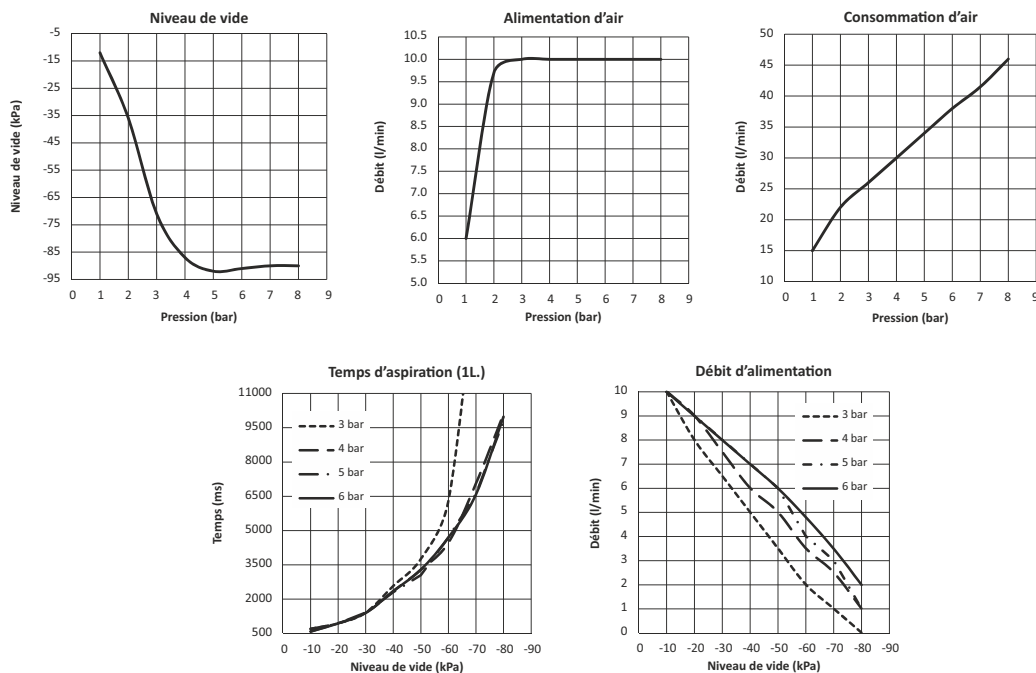 Niveau de vide
Niveau de vide (kPa)
-5
-15
-25
-35
-45
-55
-65
-75
-85
-95
0 1 2 3 4 5 6 7 8 9
Pression (bar)
Alimentation d'air
Débit (l/min)
10.5
10.0
9.5
9.0
8.5
8.0
7.5
7.0
6.5
6.0
5.5
5.0
0 1 2 3 4 5 6 7 8 9
Pression (bar)
Consommation d'air
Débit (l/min)
50
45
40
35
30
25
20
15
10
0 1 2 3 4 5 6 7 8 9
Pression (bar)
Temps d'aspiration (1L.)
Temps (ms)
11000
9500
8000
6500
5000
3500
2000
500
3 bar
4 bar
5 bar
6 bar
0 -10 -20 -30 -40 -50 -60 -70 -80 -90
Niveau de vide (kPa)
Débit d'alimentation
Débit (l/min)
10
9
8
7
6
5
4
3
2
1
0
3 bar
4 bar
5 bar
6 bar
0 -10 -20 -30 -40 -50 -60 -70 -80 -90
Niveau de vide (kPa)